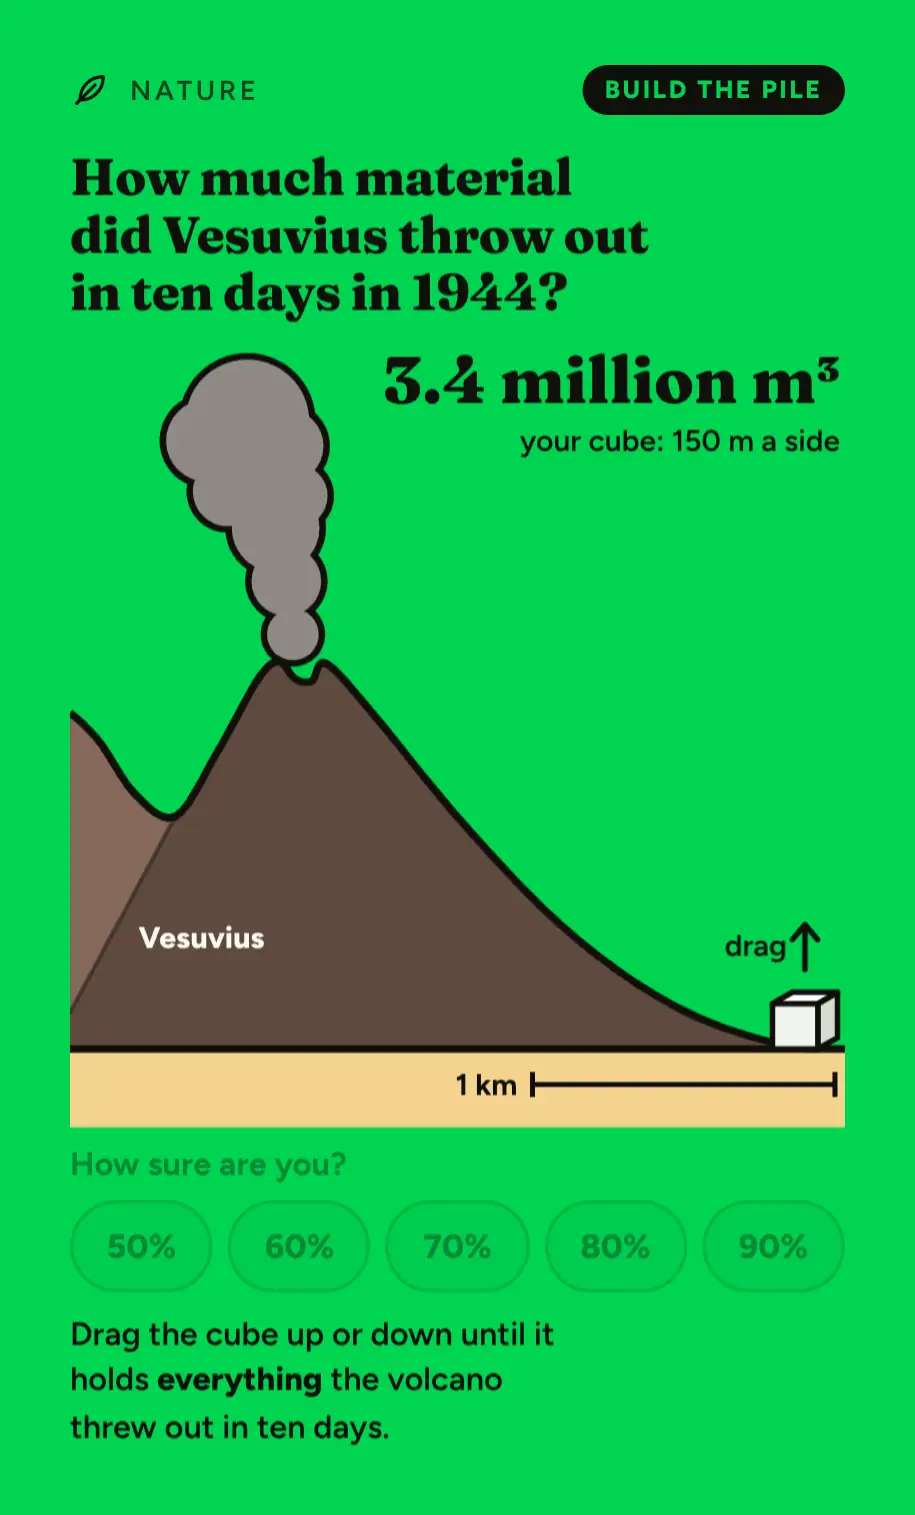 NATURE
BUILD THE PILE
How much material
did Vesuvius throw out
in ten days in 1944?
3.4 million m³
your cube: 150 m a side
Vesuvius
drag
1 km
How sure are you?
50%
60%
70%
80%
90%
Drag the cube up or down until it
holds everything the volcano
threw out in ten days.